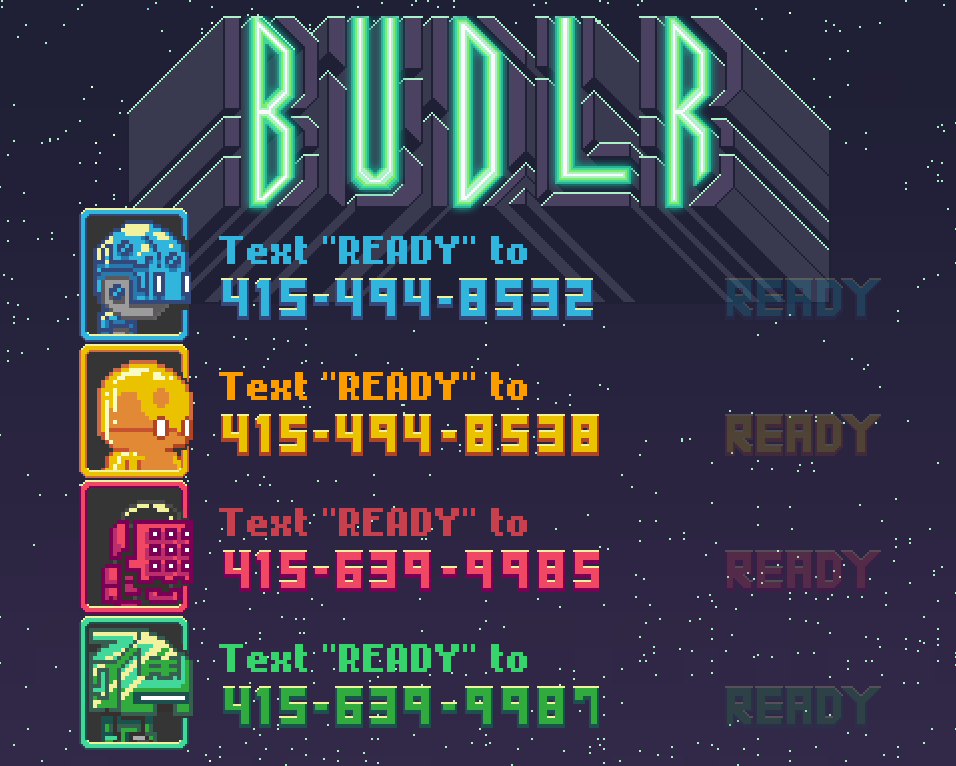 BUDLR
Text "READY" to
415-494-8532
READY
Text "READY" to
415-494-8538
READY
Text "READY" to
415-639-9985
READY
Text "READY" to
415-639-9987
READY